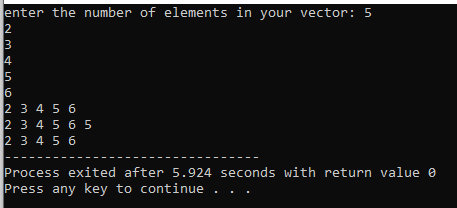 enter the number of elements in your vector: 5
2
3
4
5
6
2 3 4 5 6
2 3 4 5 6 5
2 3 4 5 6
--------------------------------
Process exited after 5.924 seconds with return value 0
Press any key to continue . . .